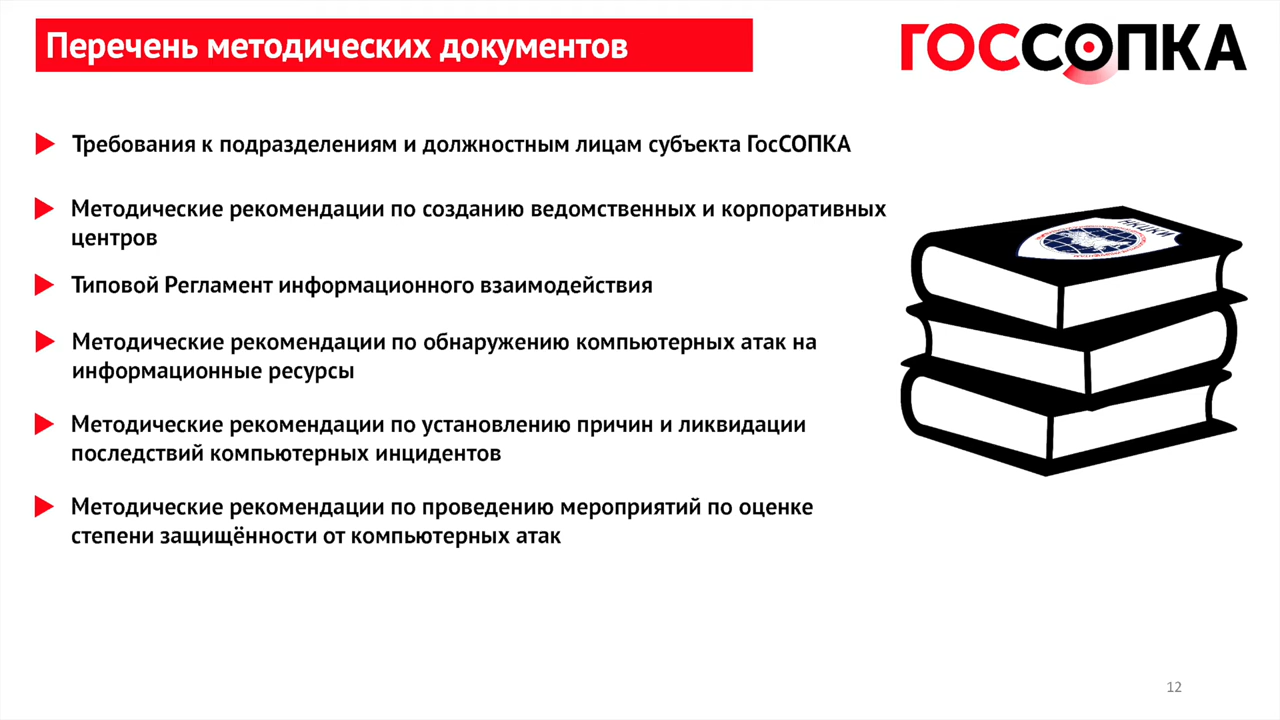 Перечень методических документов
ГОССОПКА
Требования к подразделениям и должностным лицам субъекта ГосСОПКА
Методические рекомендации по созданию ведомственных и корпоративных
центров
Типовой Регламент информационного взаимодействия
Методические рекомендации по обнаружению компьютерных атак на
информационные ресурсы
Методические рекомендации по установлению причин и ликвидации
последствий компьютерных инцидентов
Методические рекомендации по проведению мероприятий по оценке
степени защищённости от компьютерных атак
НКЦКИ
12